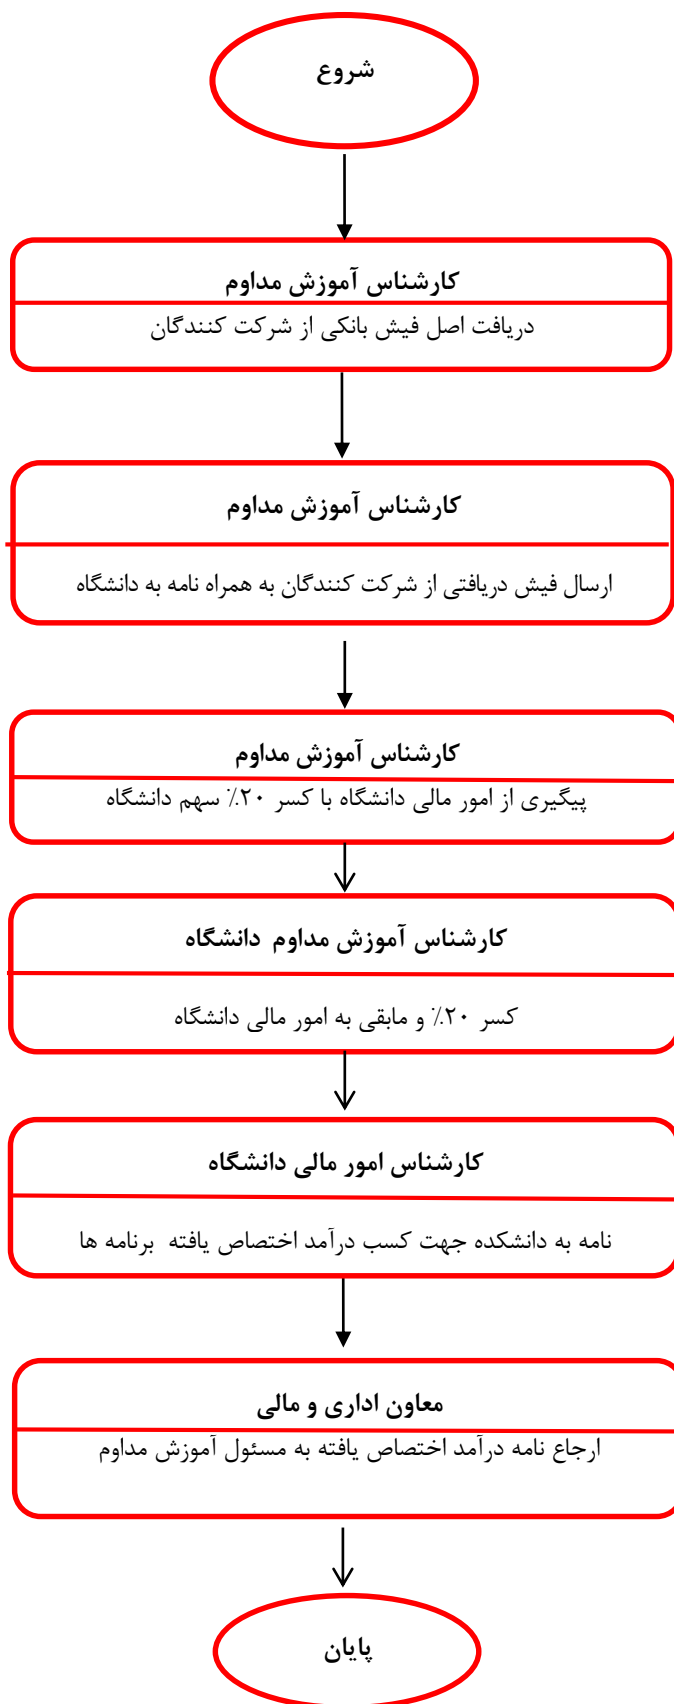 شروع
کارشناس آموزش مداوم
دریافت اصل فیش بانکی از شرکت کنندگان
کارشناس آموزش مداوم
ارسال فیش دریافتی از شرکت کنندگان به همراه نامه به دانشگاه
کارشناس آموزش مداوم
پیگیری از امور مالی دانشگاه با کسر ۲۰٪ سهم دانشگاه
کارشناس آموزش مداوم دانشگاه
کسر ۲۰٪ و مابقی به امور مالی دانشگاه
کارشناس امور مالی دانشگاه
نامه به دانشکده جهت کسب درآمد اختصاص یافته برنامه ها
معاون اداری و مالی
ارجاع نامه درآمد اختصاص یافته به مسئول آموزش مداوم
پایان